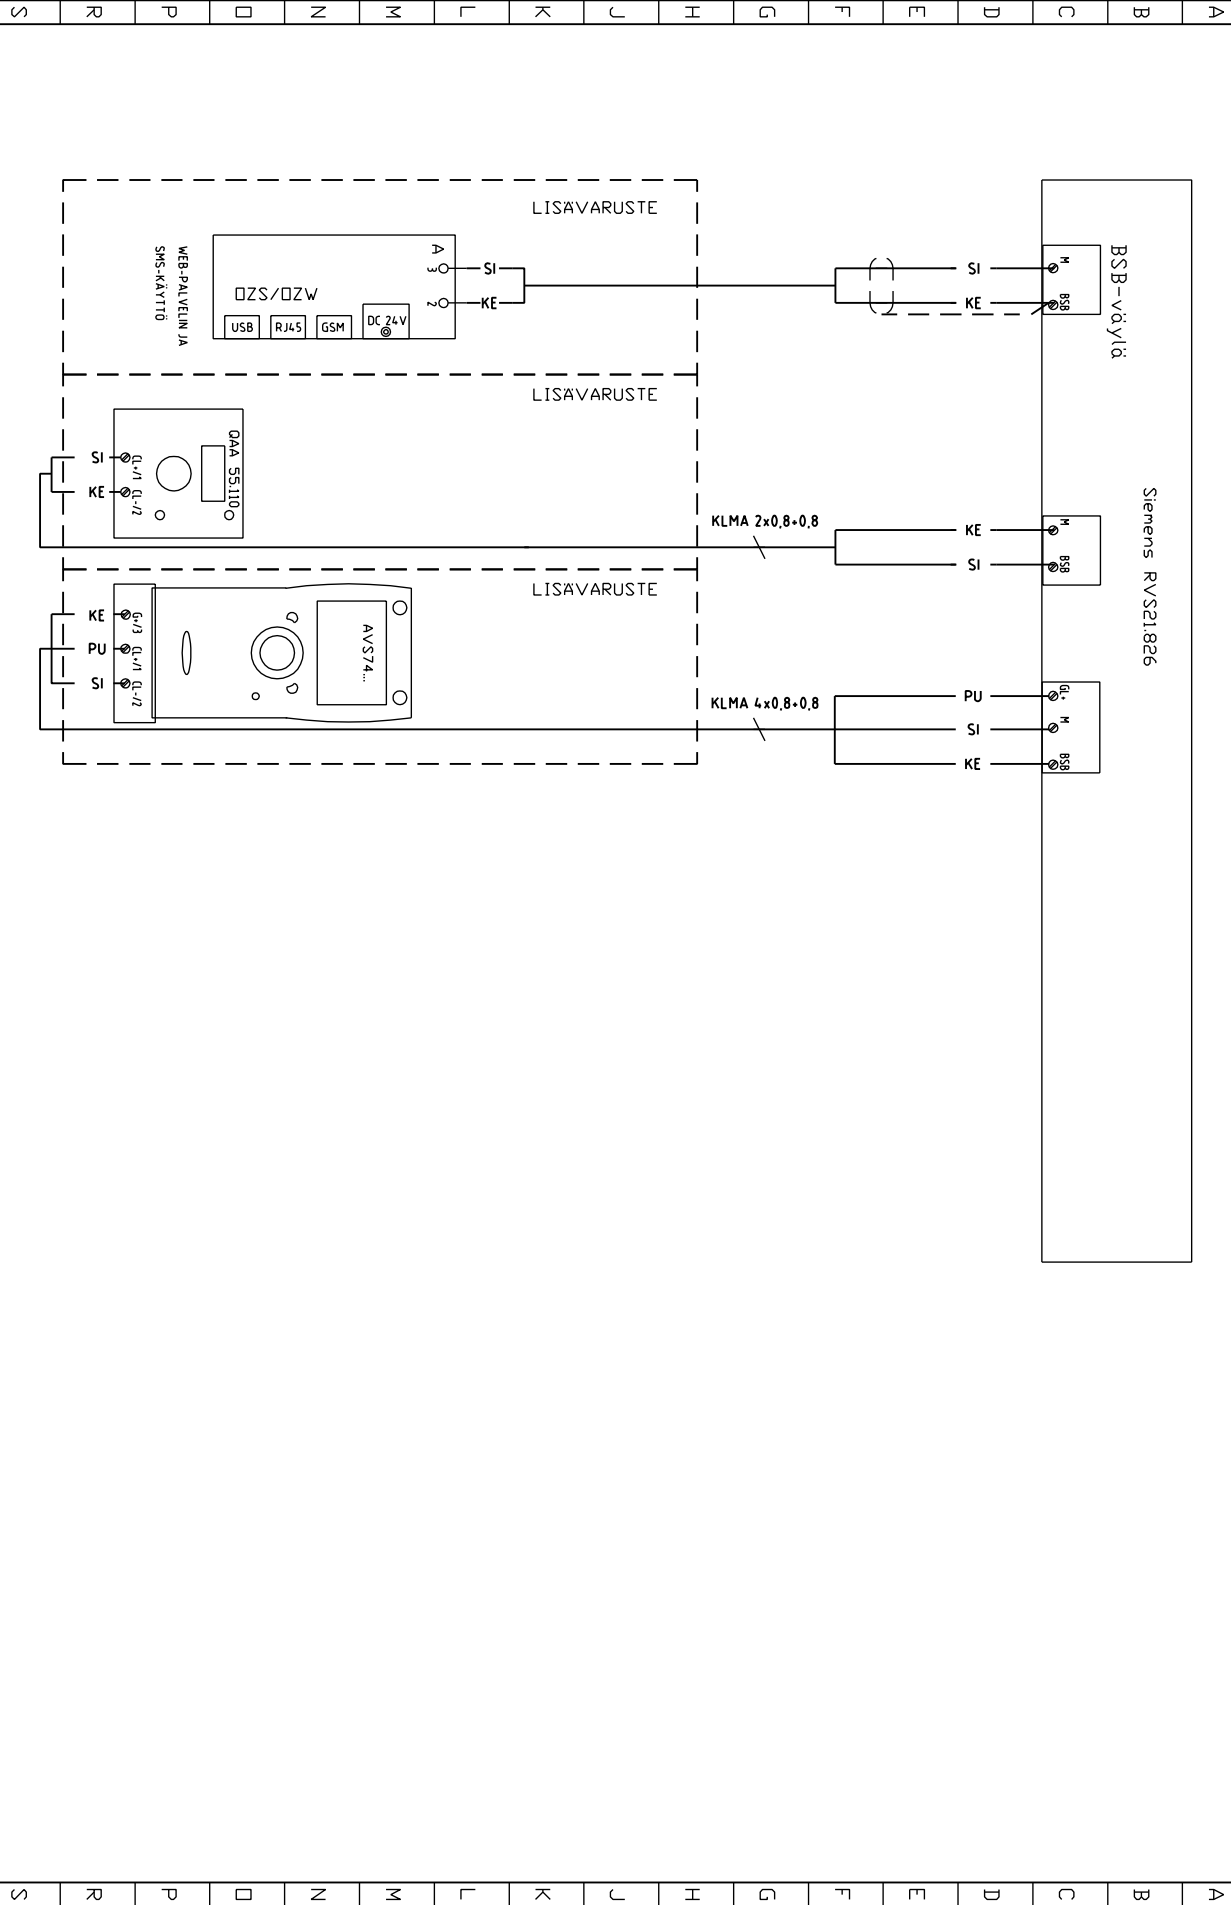 S R P O N M L K J H G F E D C B A
LISÄVARUSTE
WEB-PALVELIN JA
SMS-KÄYTTÖ
OZS/OZW
USB
RJ45
GSM
DC 24V
A
3
2
SI
KE
SI
KE
M
BSB
BSB-väylä
Siemens RVS21.826
LISÄVARUSTE
QAA 55.110
SI
KE
CL+/1
CL-/2
KLMA 2x0,8+0,8
KE
SI
M
BSB
LISÄVARUSTE
AVS74...
KE
PU
SI
G+/3
CL+/1
CL-/2
KLMA 4x0,8+0,8
PU
SI
KE
GL+
M
BSB
S R P O N M L K J H G F E D C B A